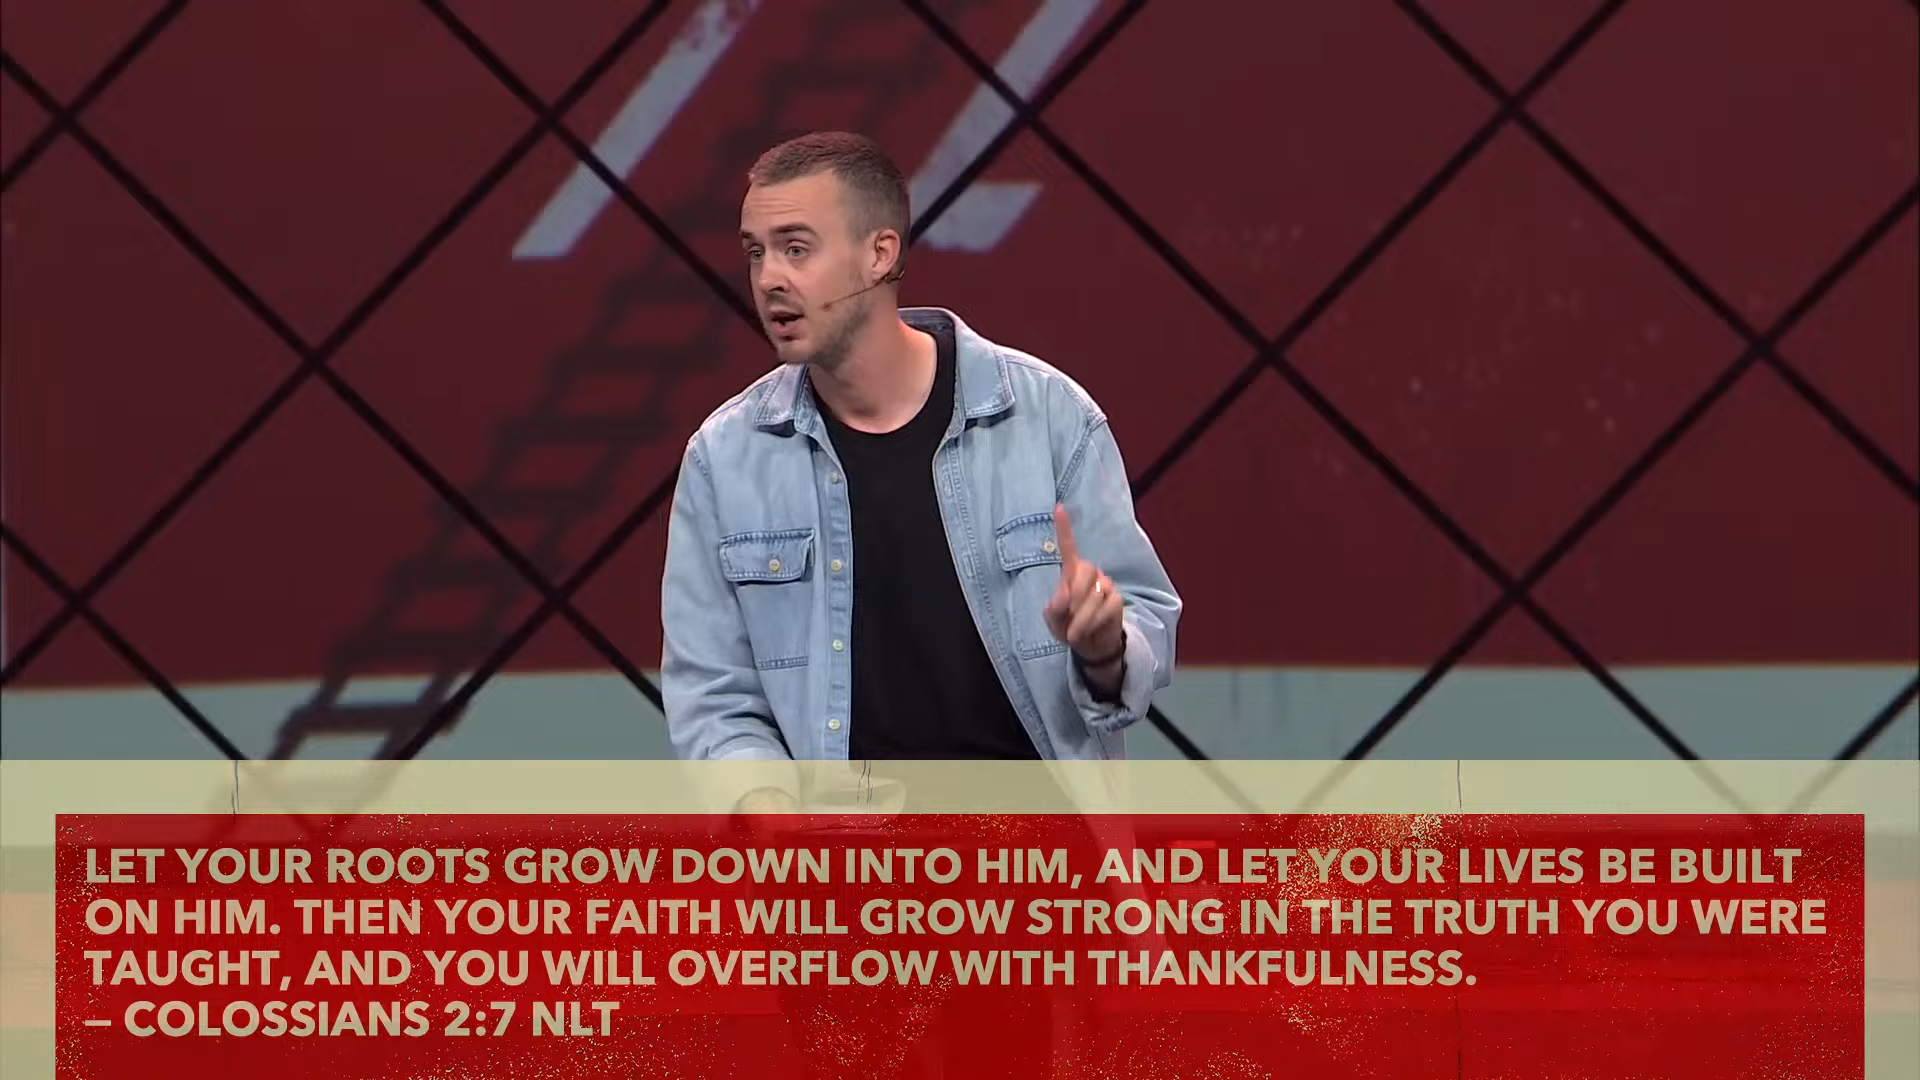 LET YOUR ROOTS GROW DOWN INTO HIM, AND LET YOUR LIVES BE BUILT
ON HIM. THEN YOUR FAITH WILL GROW STRONG IN THE TRUTH YOU WERE
TAUGHT, AND YOU WILL OVERFLOW WITH THANKFULNESS.
– COLOSSIANS 2:7 NLT